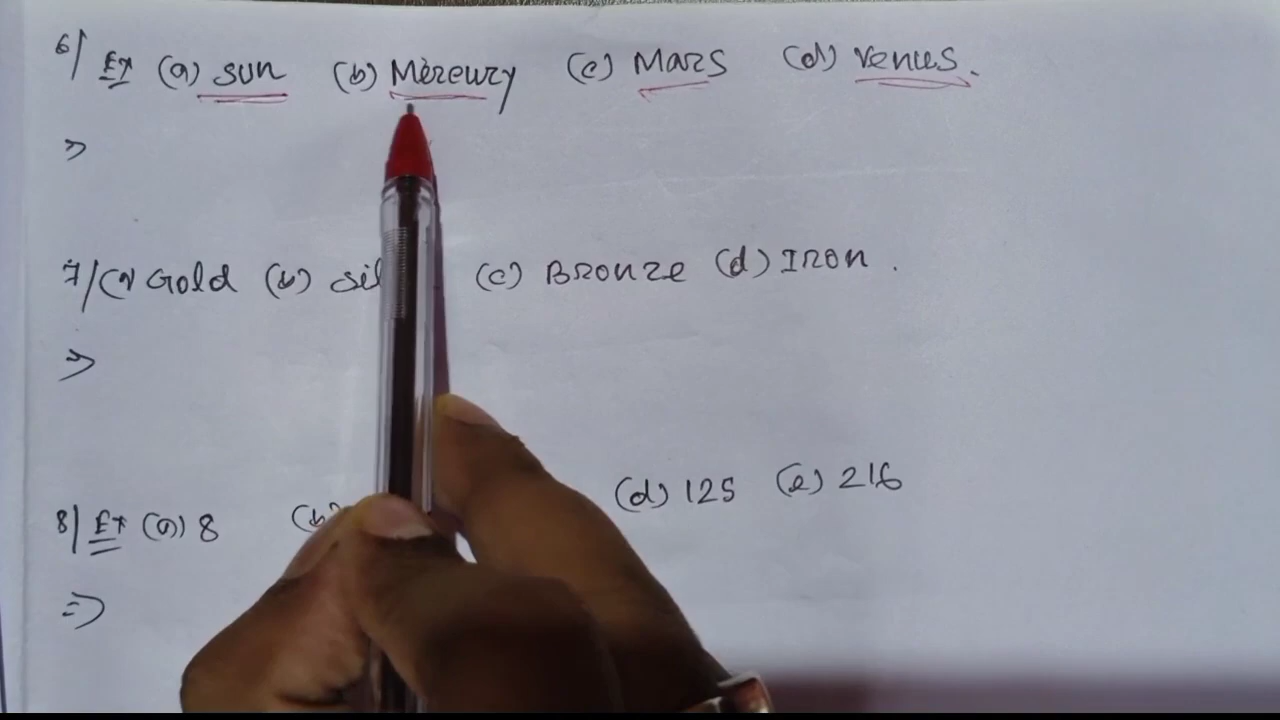 6/ Ex (a) sun (b) Mercury (c) Mars (d) Venus.
⇒
7/ (a) Gold (b) (c) Bronze (d) Iron.
⇒
8/ Ex (a) 8 (b) (d) 125 (e) 216
⇒